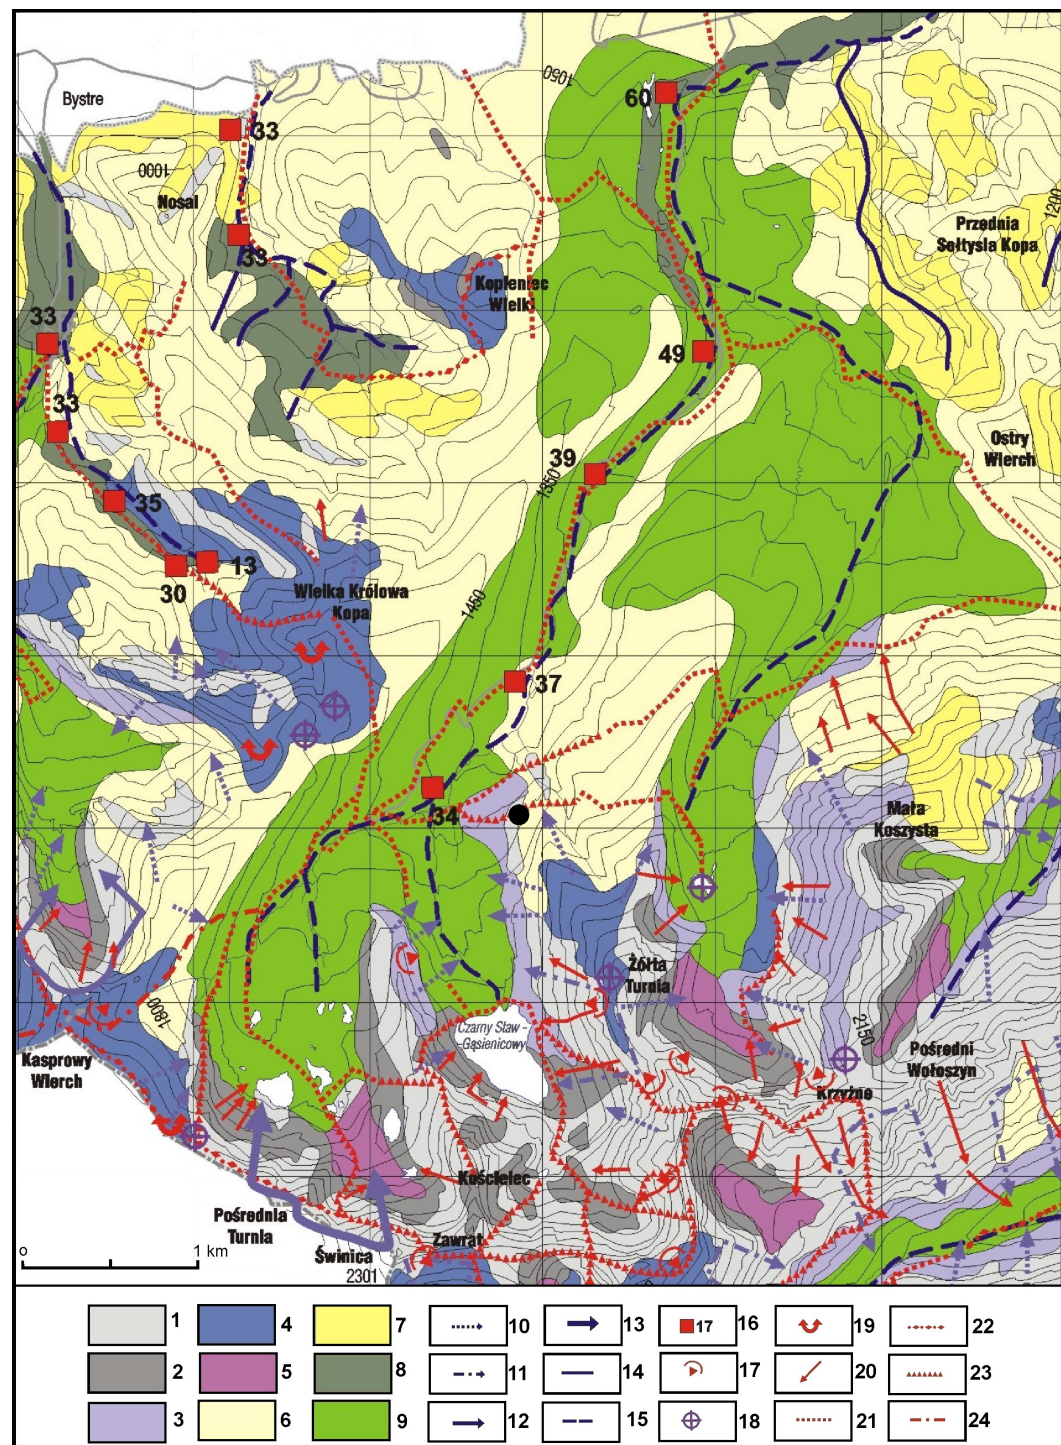 Bystre
1060
60
33
1000
Nosal
1200
Przednia
Sołtysia Kopa
33
Kopieniec
Wielki
33
49
33
Ostry
Wierch
39
1350
35
13
30
Wielka Królowa
Kopa
1450
37
34
Mała
Koszysta
Żółta
Turnia
1800
Czarny Staw -
-Gąsienicowy
2150
Pośredni
Wołoszyn
Kasprowy
Wierch
Krzyżne
Kościelec
Pośrednia
Turnia
Zawrat
o
1 km
Świnica
2301
1 4 7 10 13 17 16 19 22
2 5 8 11 14 17 20 23
3 6 9 12 15 18 21 24